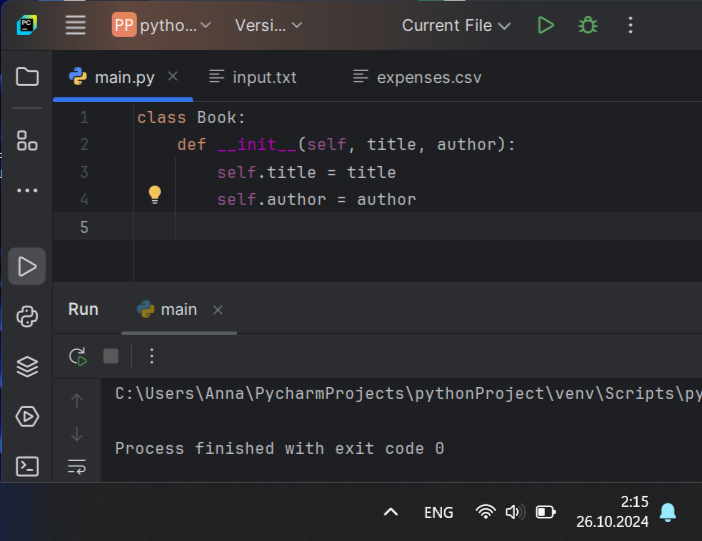 PC
PP pytho... Versi... Current File
main.py input.txt expenses.csv
1 class Book:
2 def __init__(self, title, author):
3 self.title = title
4 self.author = author
5
Run main
C:\Users\Anna\PycharmProjects\pythonProject\venv\Scripts\py
Process finished with exit code 0
ENG 2:15
26.10.2024